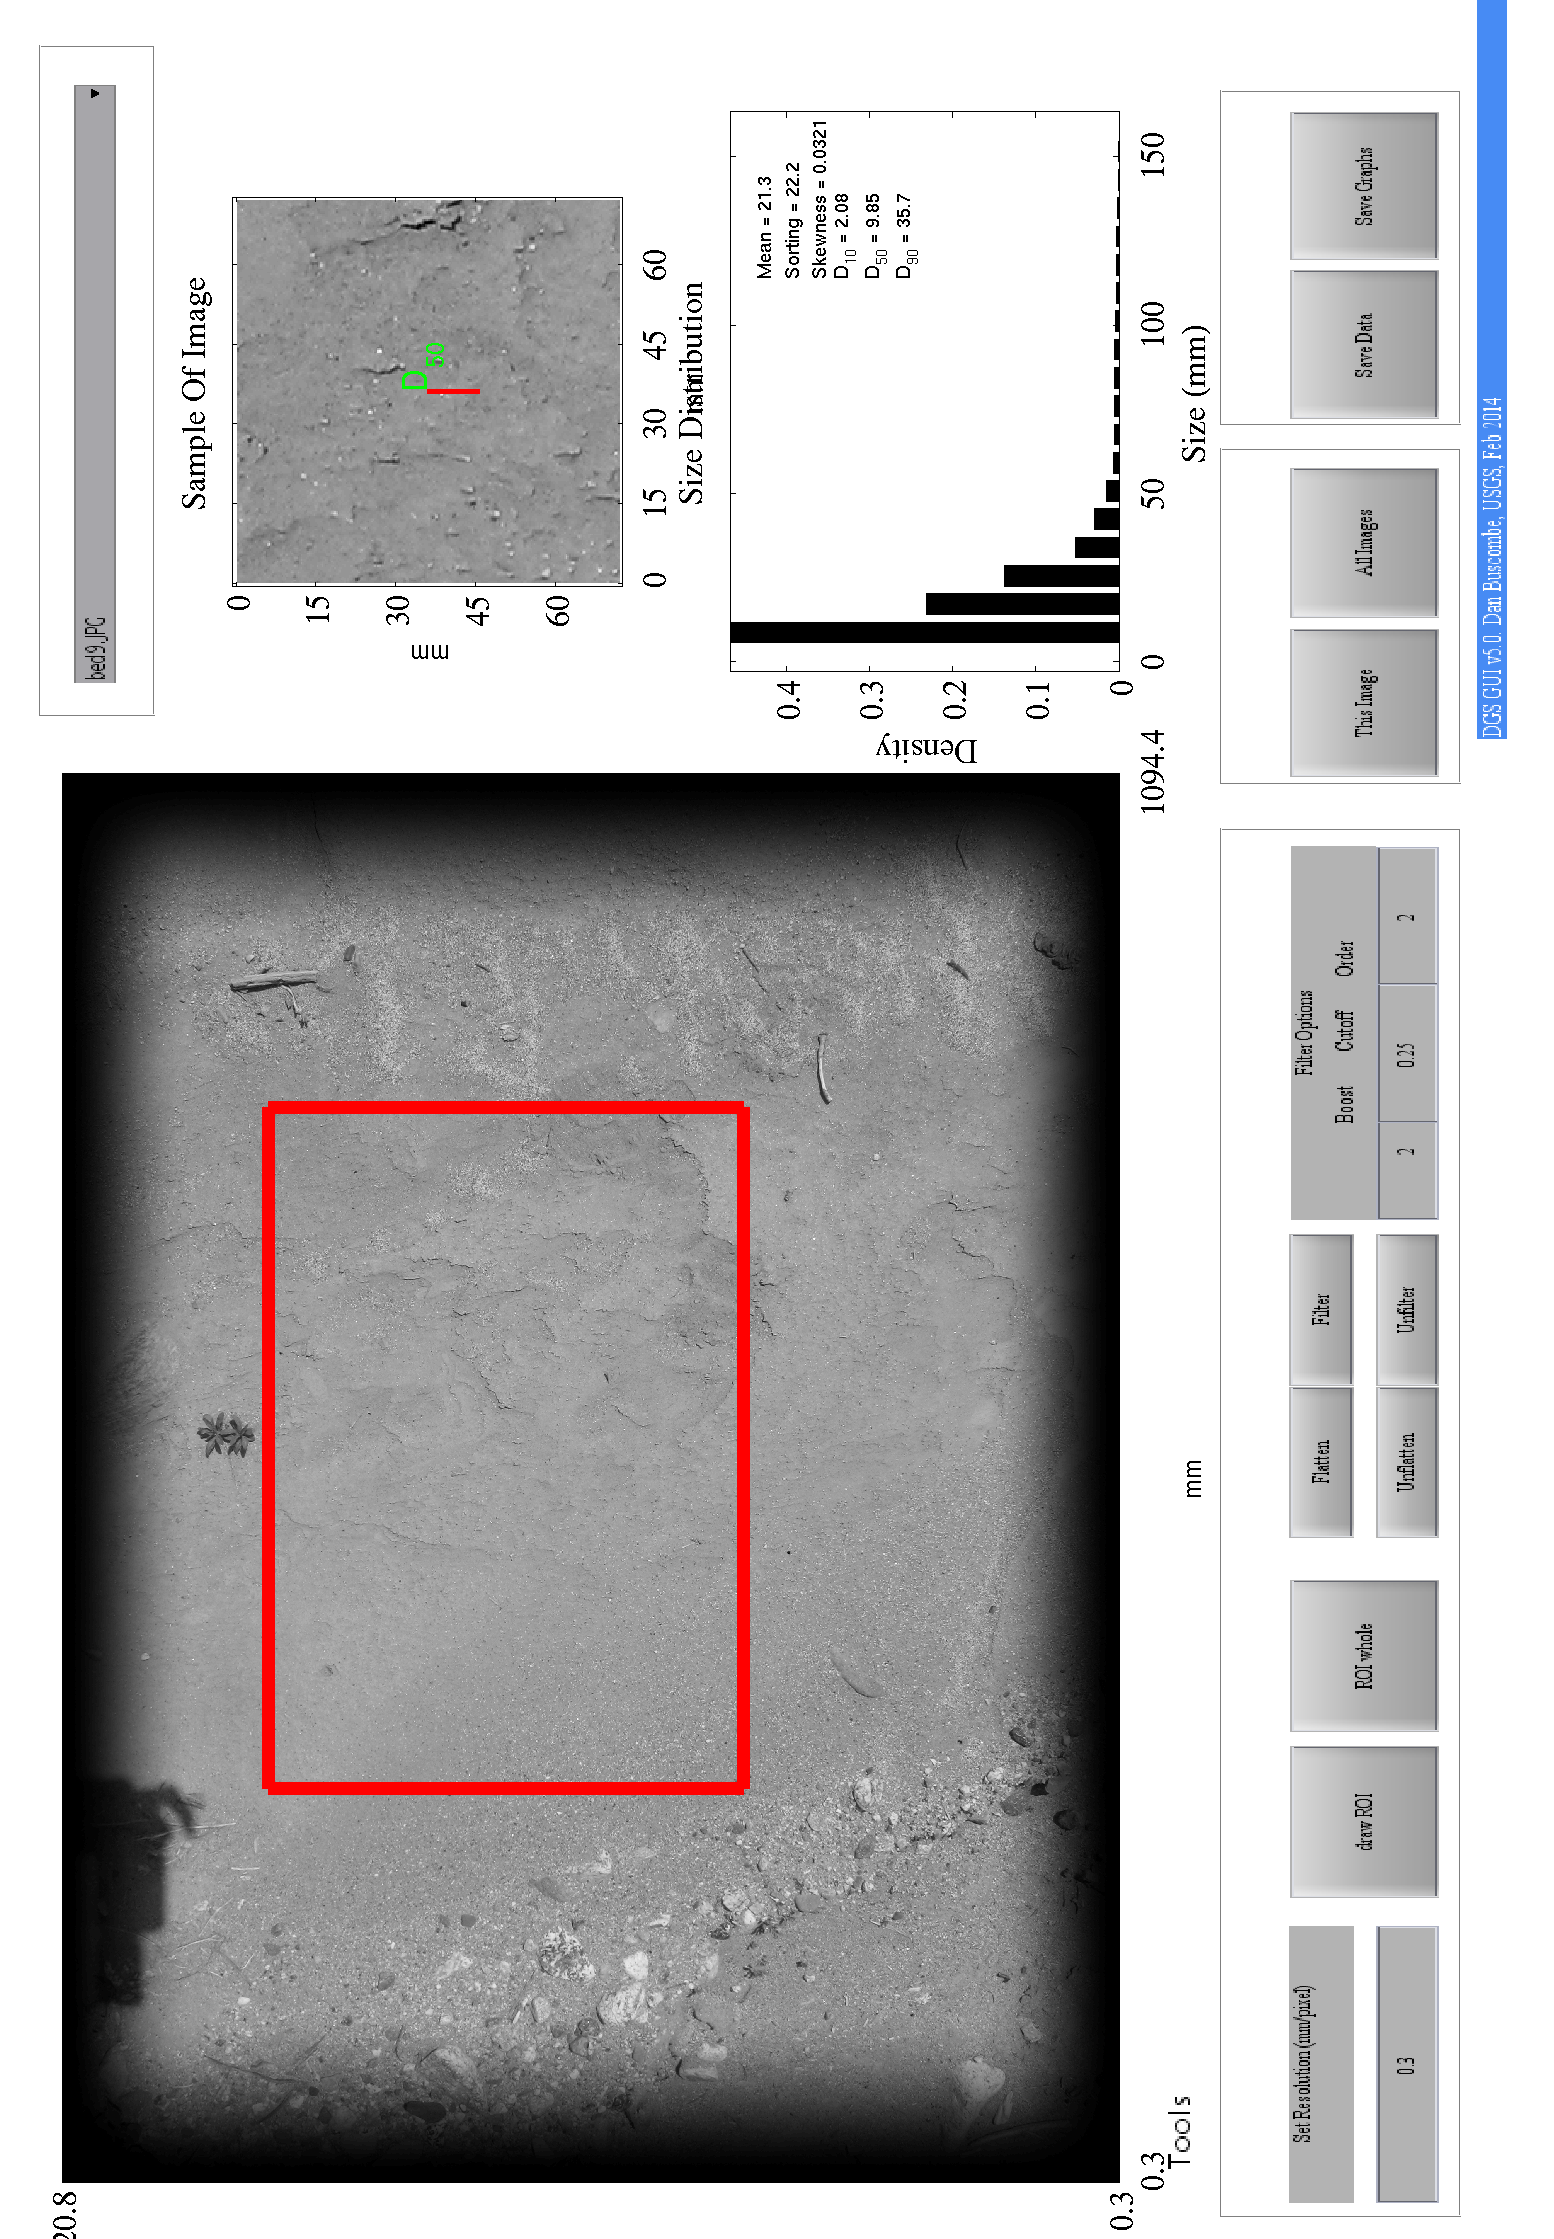 bed9.JPG
Sample Of Image
0
15
30
45
60
mm
0 15 30 45 60
mm
D50
Size Distribution
0.4
0.3
0.2
0.1
0
Density
0 50 100 150
Size (mm)
Mean = 21.3
Sorting = 22.2
Skewness = 0.0321
D10 = 2.08
D50 = 9.85
D90 = 35.7
0.3
0.3 1094.4
mm
Tools
Set Resolution (mm/pixel)
0.3
draw ROI
ROI whole
Flatten
Filter
Unflatten
Unfilter
Filter Options
Boost Cutoff Order
2 0.25 2
This Image
All Images
Save Data
Save Graphs
DGS GUI v5.0. Dan Buscombe, USGS, Feb 2014